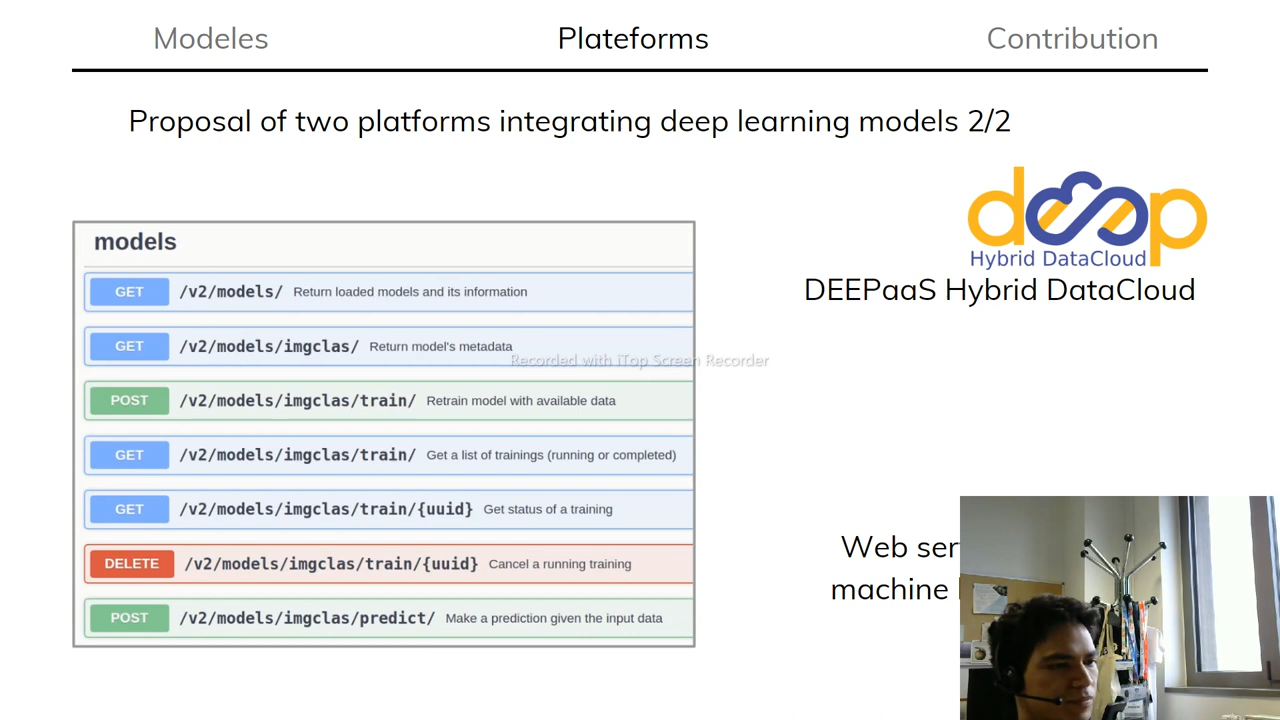 Modeles
Plateforms
Contribution
Proposal of two platforms integrating deep learning models 2/2
deep
Hybrid DataCloud
DEEPaaS Hybrid DataCloud
models
GET /v2/models/ Return loaded models and its information
GET /v2/models/imgclas/ Return model's metadata
Recorded with iTop Screen Recorder
POST /v2/models/imgclas/train/ Retrain model with available data
GET /v2/models/imgclas/train/ Get a list of trainings (running or completed)
GET /v2/models/imgclas/train/{uuid} Get status of a training
DELETE /v2/models/imgclas/train/{uuid} Cancel a running training
POST /v2/models/imgclas/predict/ Make a prediction given the input data
Web
machine